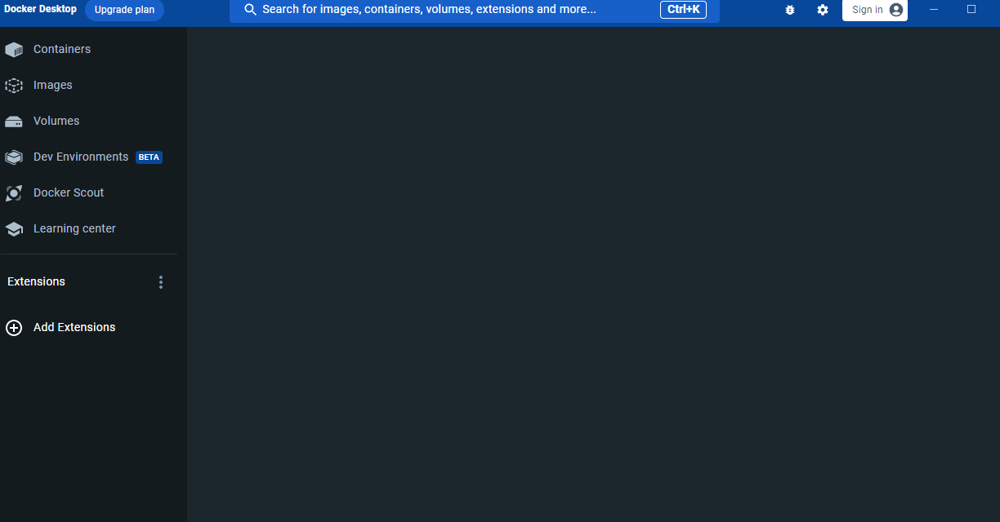 Docker Desktop Upgrade plan Search for images, containers, volumes, extensions and more... Ctrl+K Sign in
Containers
Images
Volumes
Dev Environments BETA
Docker Scout
Learning center
Extensions
Add Extensions